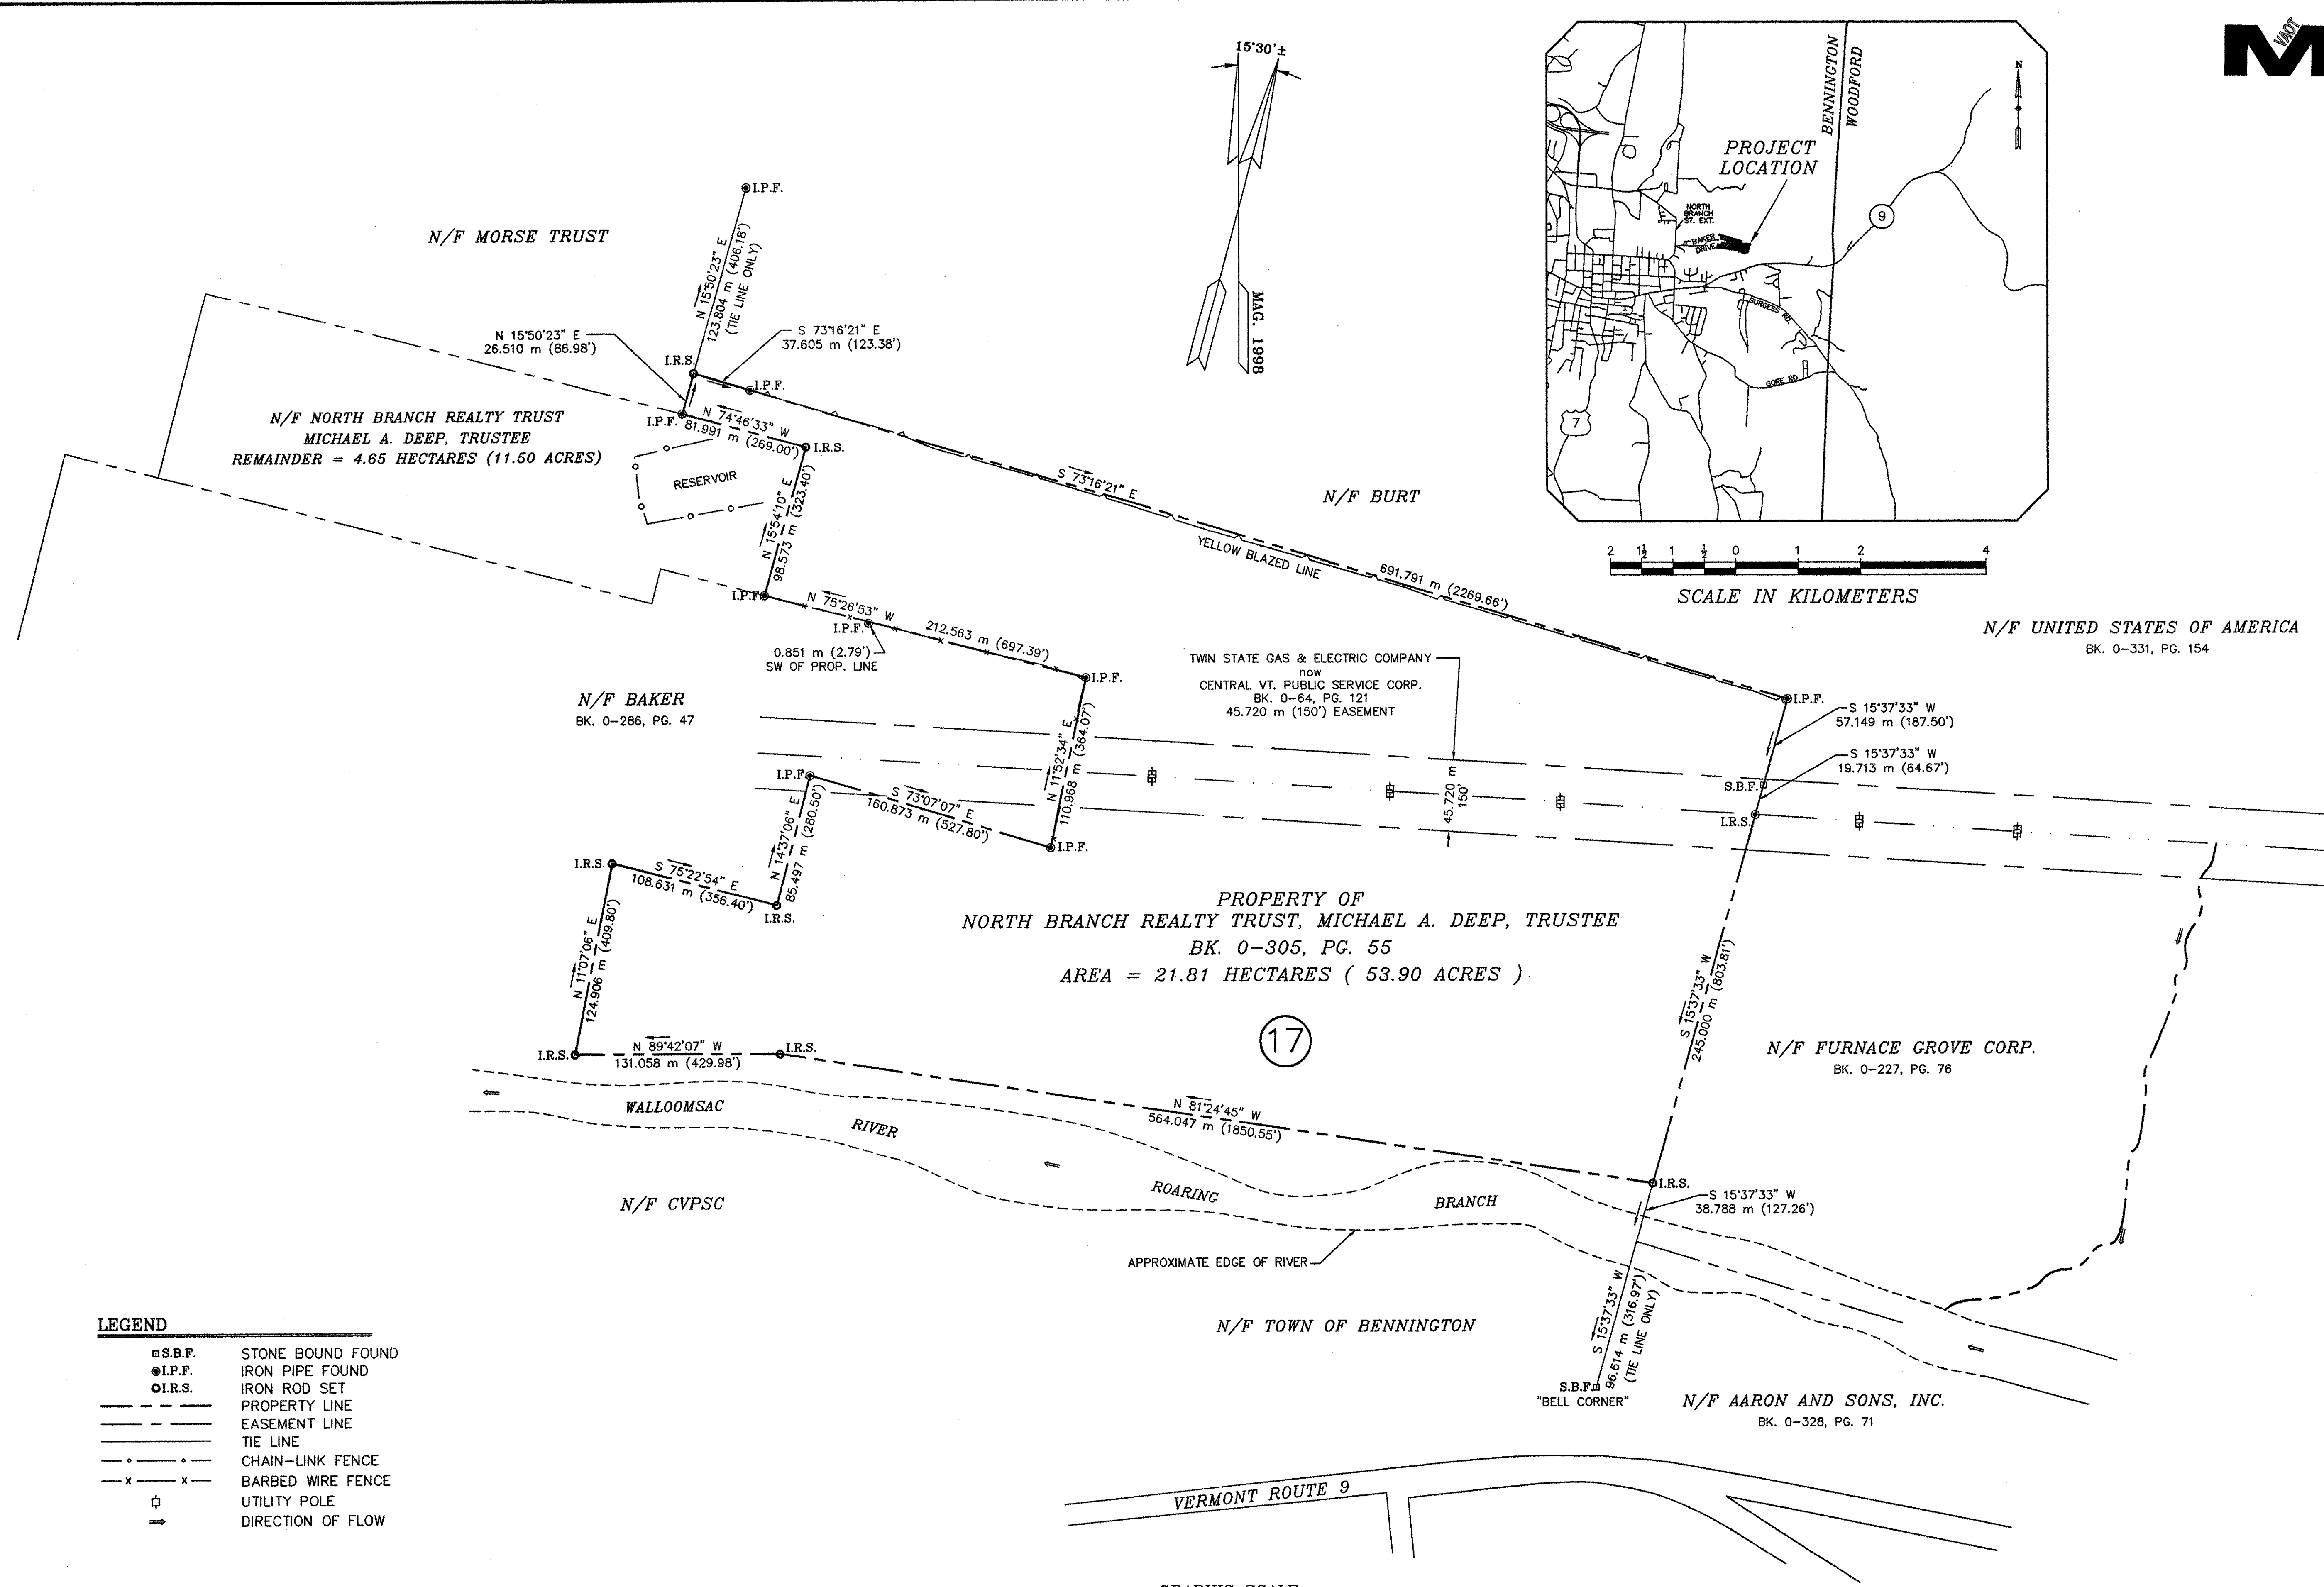 VAOT
M
15°30'±
MAG. 1998
BENNINGTON
WOODFORD
N
PROJECT
LOCATION
NORTH
BRANCH
ST. EXT.
BAKER
DRIVE
9
BURGESS RD.
GORE RD.
7
2 1½ 1 ½ 0 1 2 4
SCALE IN KILOMETERS
I.P.F.
N/F MORSE TRUST
N 15°50'23" E
123.804 m (406.18')
(TIE LINE ONLY)
N 15°50'23" E
26.510 m (86.98')
S 73°16'21" E
37.605 m (123.38')
I.R.S.
I.P.F.
I.P.F.
N 74°46'33" W
81.991 m (269.00')
I.R.S.
N/F NORTH BRANCH REALTY TRUST
MICHAEL A. DEEP, TRUSTEE
REMAINDER = 4.65 HECTARES (11.50 ACRES)
RESERVOIR
N 15°54'10" E
98.573 m (323.40')
S 73°16'21" E
691.791 m (2269.66')
YELLOW BLAZED LINE
N/F BURT
N/F UNITED STATES OF AMERICA
BK. 0-331, PG. 154
I.P.F.
N 75°26'53" W
212.563 m (697.39')
I.P.F.
0.851 m (2.79')
SW OF PROP. LINE
I.P.F.
N/F BAKER
BK. 0-286, PG. 47
TWIN STATE GAS & ELECTRIC COMPANY
now
CENTRAL VT. PUBLIC SERVICE CORP.
BK. 0-64, PG. 121
45.720 m (150') EASEMENT
45.720 m
150'
I.P.F.
S 15°37'33" W
57.149 m (187.50')
S 15°37'33" W
19.713 m (64.67')
S.B.F.
I.R.S.
N 11°52'34" E
110.968 m (364.07')
I.P.F.
S 73°07'07" E
160.873 m (527.80')
I.P.F.
N 14°37'06" E
85.497 m (280.50')
I.R.S.
S 75°22'54" E
108.631 m (356.40')
I.R.S.
N 11°07'06" E
124.906 m (409.80')
PROPERTY OF
NORTH BRANCH REALTY TRUST, MICHAEL A. DEEP, TRUSTEE
BK. 0-305, PG. 55
AREA = 21.81 HECTARES ( 53.90 ACRES )
17
S 15°37'33" W
245.000 m (803.81')
N/F FURNACE GROVE CORP.
BK. 0-227, PG. 76
I.R.S.
N 89°42'07" W
131.058 m (429.98')
I.R.S.
N 81°24'45" W
564.047 m (1850.55')
I.R.S.
S 15°37'33" W
38.788 m (127.26')
WALLOOMSAC
RIVER
ROARING
BRANCH
N/F CVPSC
APPROXIMATE EDGE OF RIVER
N/F TOWN OF BENNINGTON
S 15°37'33" W
96.614 m (316.97')
(TIE LINE ONLY)
S.B.F.
"BELL CORNER"
N/F AARON AND SONS, INC.
BK. 0-328, PG. 71
VERMONT ROUTE 9
LEGEND
S.B.F. STONE BOUND FOUND
I.P.F. IRON PIPE FOUND
I.R.S. IRON ROD SET
PROPERTY LINE
EASEMENT LINE
TIE LINE
CHAIN-LINK FENCE
BARBED WIRE FENCE
UTILITY POLE
DIRECTION OF FLOW